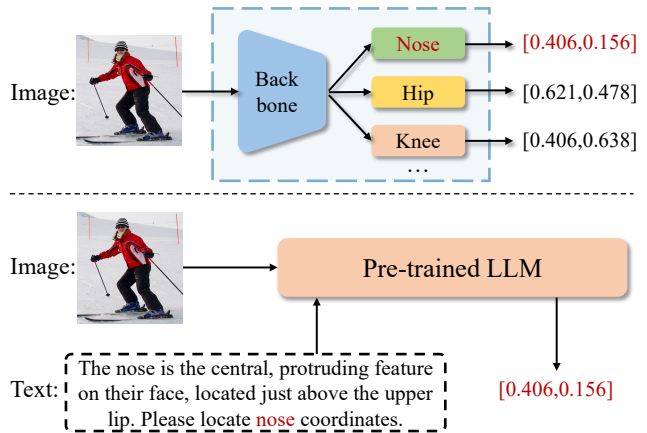 Image:
Back
bone
Nose
Hip
Knee
...
[0.406,0.156]
[0.621,0.478]
[0.406,0.638]
Image:
Pre-trained LLM
Text:
The nose is the central, protruding feature
on their face, located just above the upper
lip. Please locate nose coordinates.
[0.406,0.156]